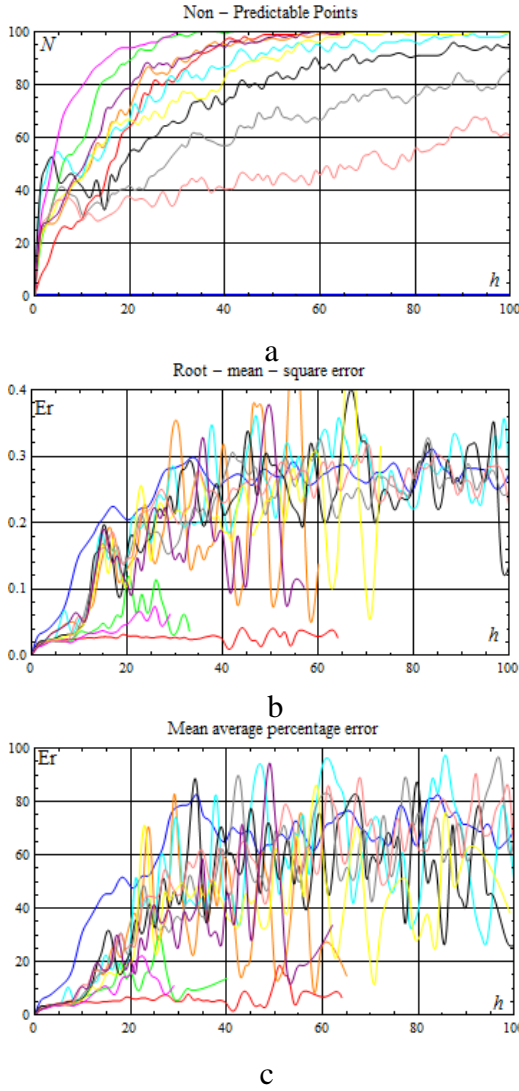 Non – Predictable Points
N
100
80
60
40
20
0
h
0 20 40 60 80 100
a
Root – mean – square error
0.4
Er
0.3
0.2
0.1
0.0
h
0 20 40 60 80 100
b
Mean average percentage error
100
Er
80
60
40
20
0
h
0 20 40 60 80 100
c